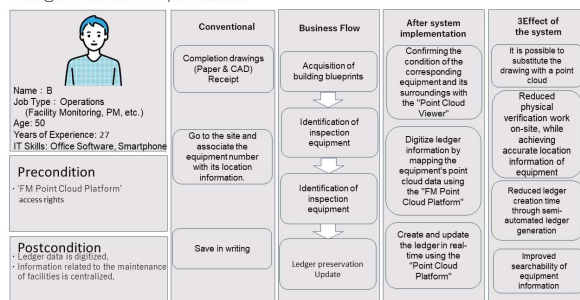 Name : B
Job Type : Operations
(Facility Monitoring, PM, etc.)
Age: 50
Years of Experience: 27
IT Skills: Office Software, Smartphone
Precondition
・'FM Point Cloud Platform'
access rights
Postcondition
・Ledger data is digitized,
・Information related to the maintenance
of facilities is centralized,
Conventional
Completion drawings
(Paper & CAD)
Receipt
Go to the site and
associate the
equipment number
with its location
information.
Save in writing
Business Flow
Acquisition of
building blueprints
Identification of
inspection
equipment
Identification of
inspection
equipment
Ledger preservation
Update
After system
implementation
Confirming the
condition of the
corresponding
equipment and its
surroundings with
the "Point Cloud
Viewer"
Digitize ledger
information by
mapping the
equipment's point
cloud data using
the "FM Point
Cloud Platform"
Create and update
the ledger in real-
time using the
"Point Cloud
Platform"
3Effect of
the system
It is possible to
substitute the
drawing with a point
cloud
Reduced
physical
verification work
on-site, while
achieving
accurate location
information of
equipment
Reduced ledger
creation time
through semi-
automated ledger
generation
Improved
searchability of
equipment
information